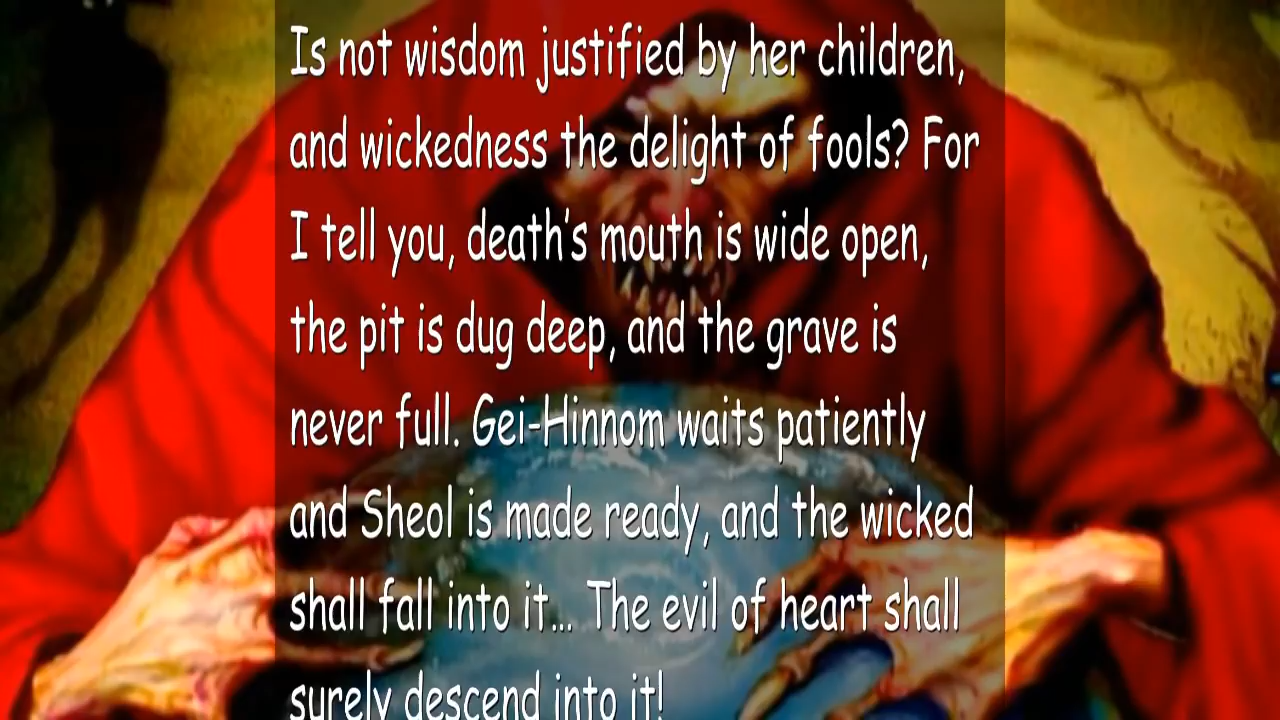 Is not wisdom justified by her children,
and wickedness the delight of fools? For
I tell you, death's mouth is wide open,
the pit is dug deep, and the grave is
never full. Gei-Hinnom waits patiently
and Sheol is made ready, and the wicked
shall fall into it... The evil of heart shall
surely descend into it!